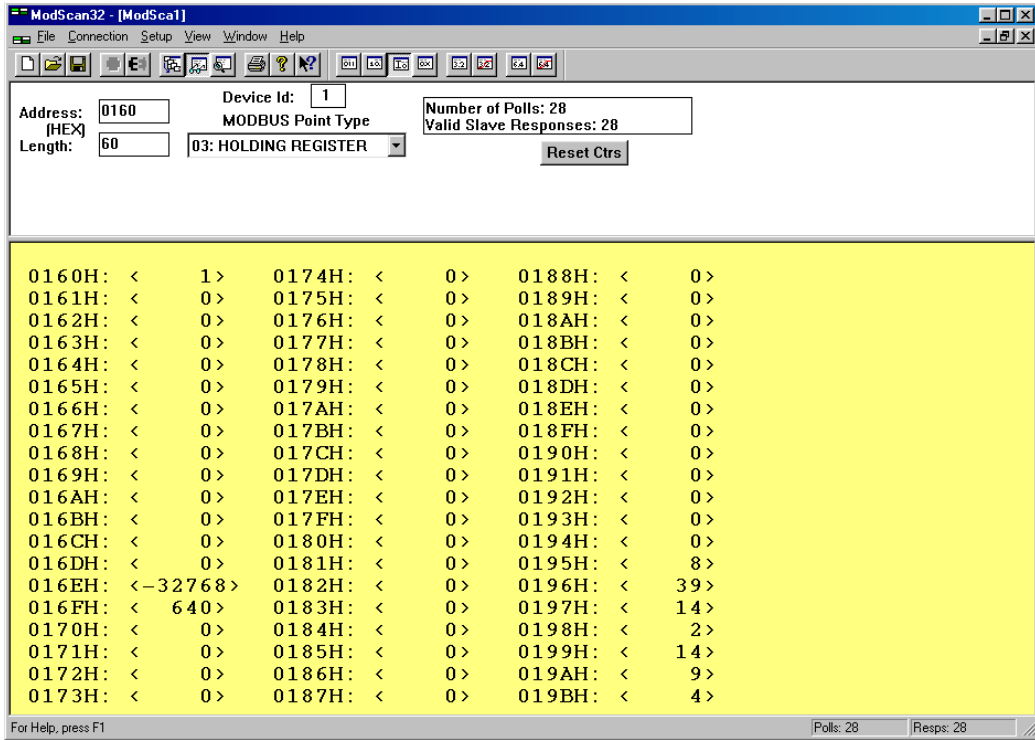 ModScan32 - [ModSca1]
File Connection Setup View Window Help
Device Id: 1
Address: 0160
(HEX)
MODBUS Point Type
Length: 60
03: HOLDING REGISTER
Number of Polls: 28
Valid Slave Responses: 28
Reset Ctrs
0160H: < 1> 0174H: < 0> 0188H: < 0>
0161H: < 0> 0175H: < 0> 0189H: < 0>
0162H: < 0> 0176H: < 0> 018AH: < 0>
0163H: < 0> 0177H: < 0> 018BH: < 0>
0164H: < 0> 0178H: < 0> 018CH: < 0>
0165H: < 0> 0179H: < 0> 018DH: < 0>
0166H: < 0> 017AH: < 0> 018EH: < 0>
0167H: < 0> 017BH: < 0> 018FH: < 0>
0168H: < 0> 017CH: < 0> 0190H: < 0>
0169H: < 0> 017DH: < 0> 0191H: < 0>
016AH: < 0> 017EH: < 0> 0192H: < 0>
016BH: < 0> 017FH: < 0> 0193H: < 0>
016CH: < 0> 0180H: < 0> 0194H: < 0>
016DH: < 0> 0181H: < 0> 0195H: < 8>
016EH: <-32768> 0182H: < 0> 0196H: < 39>
016FH: < 640> 0183H: < 0> 0197H: < 14>
0170H: < 0> 0184H: < 0> 0198H: < 2>
0171H: < 0> 0185H: < 0> 0199H: < 14>
0172H: < 0> 0186H: < 0> 019AH: < 9>
0173H: < 0> 0187H: < 0> 019BH: < 4>
For Help, press F1
Polls: 28
Resps: 28